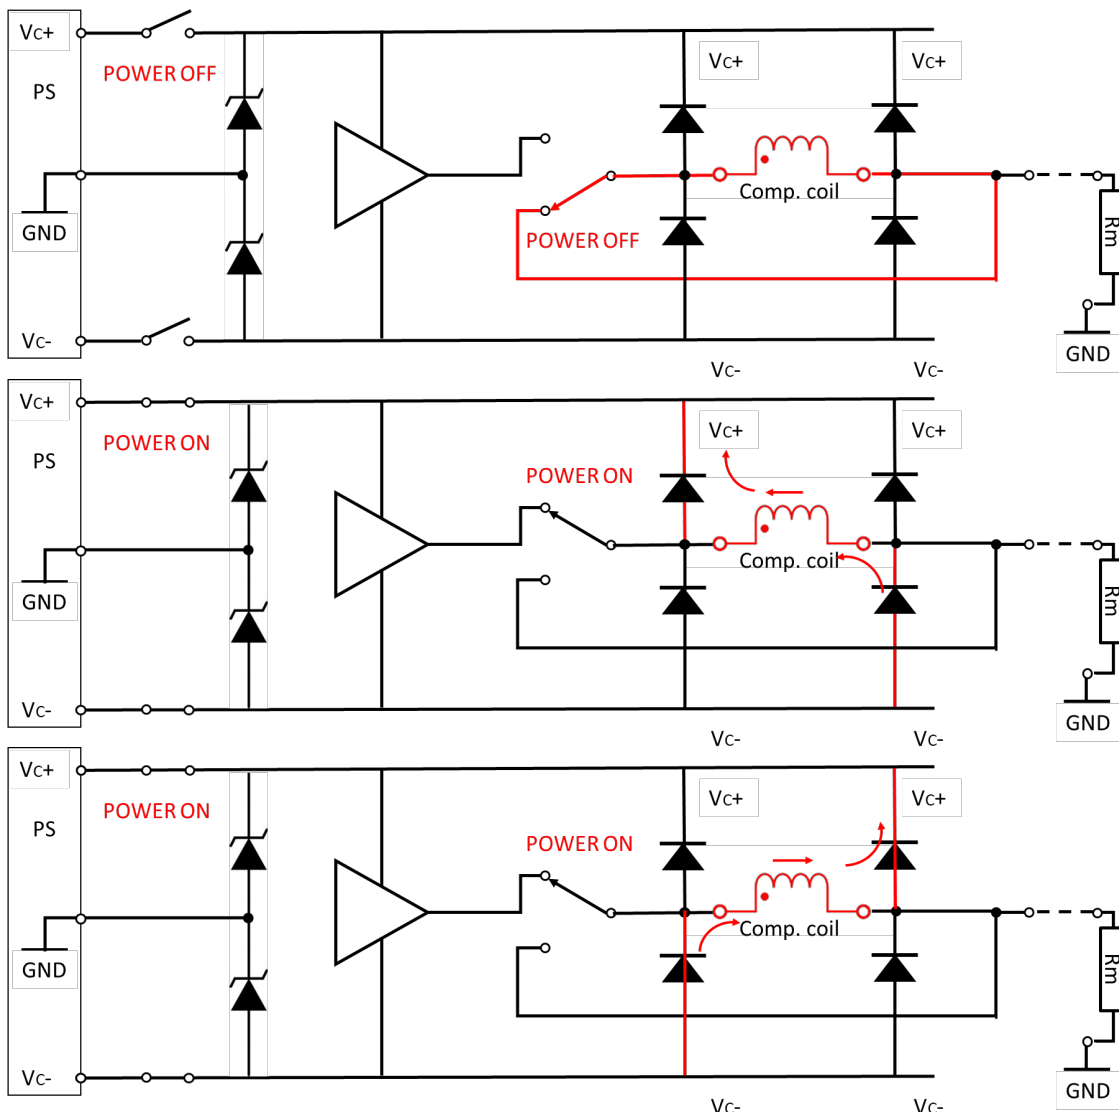 Vc+
Vc+
Vc+
POWER OFF
PS
Comp. coil
Rm
GND
POWER OFF
Vc-
GND
Vc-
Vc-
Vc+
Vc+
Vc+
POWER ON
PS
POWER ON
Comp. coil
Rm
GND
Vc-
GND
Vc-
Vc-
Vc+
Vc+
Vc+
POWER ON
PS
POWER ON
Comp. coil
Rm
GND
Vc-
GND
Vc-
Vc-